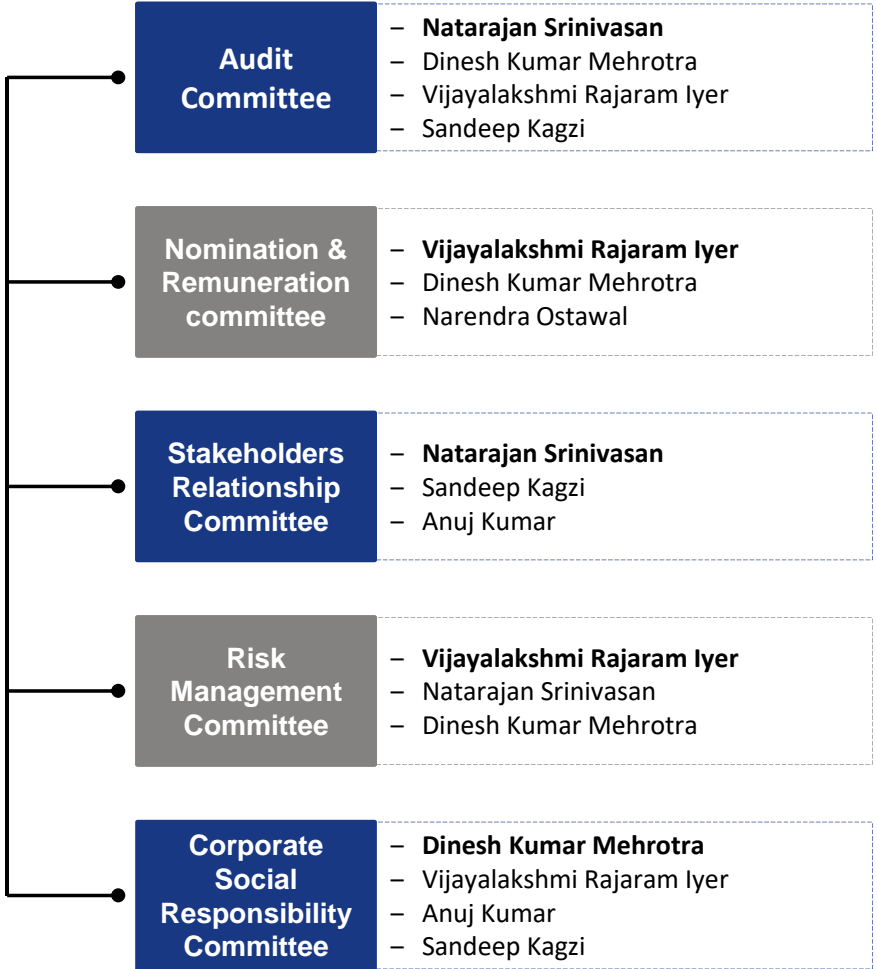 Audit
Committee
– Natarajan Srinivasan
– Dinesh Kumar Mehrotra
– Vijayalakshmi Rajaram Iyer
– Sandeep Kagzi
Nomination &
Remuneration
committee
– Vijayalakshmi Rajaram Iyer
– Dinesh Kumar Mehrotra
– Narendra Ostawal
Stakeholders
Relationship
Committee
– Natarajan Srinivasan
– Sandeep Kagzi
– Anuj Kumar
Risk
Management
Committee
– Vijayalakshmi Rajaram Iyer
– Natarajan Srinivasan
– Dinesh Kumar Mehrotra
Corporate
Social
Responsibility
Committee
– Dinesh Kumar Mehrotra
– Vijayalakshmi Rajaram Iyer
– Anuj Kumar
– Sandeep Kagzi